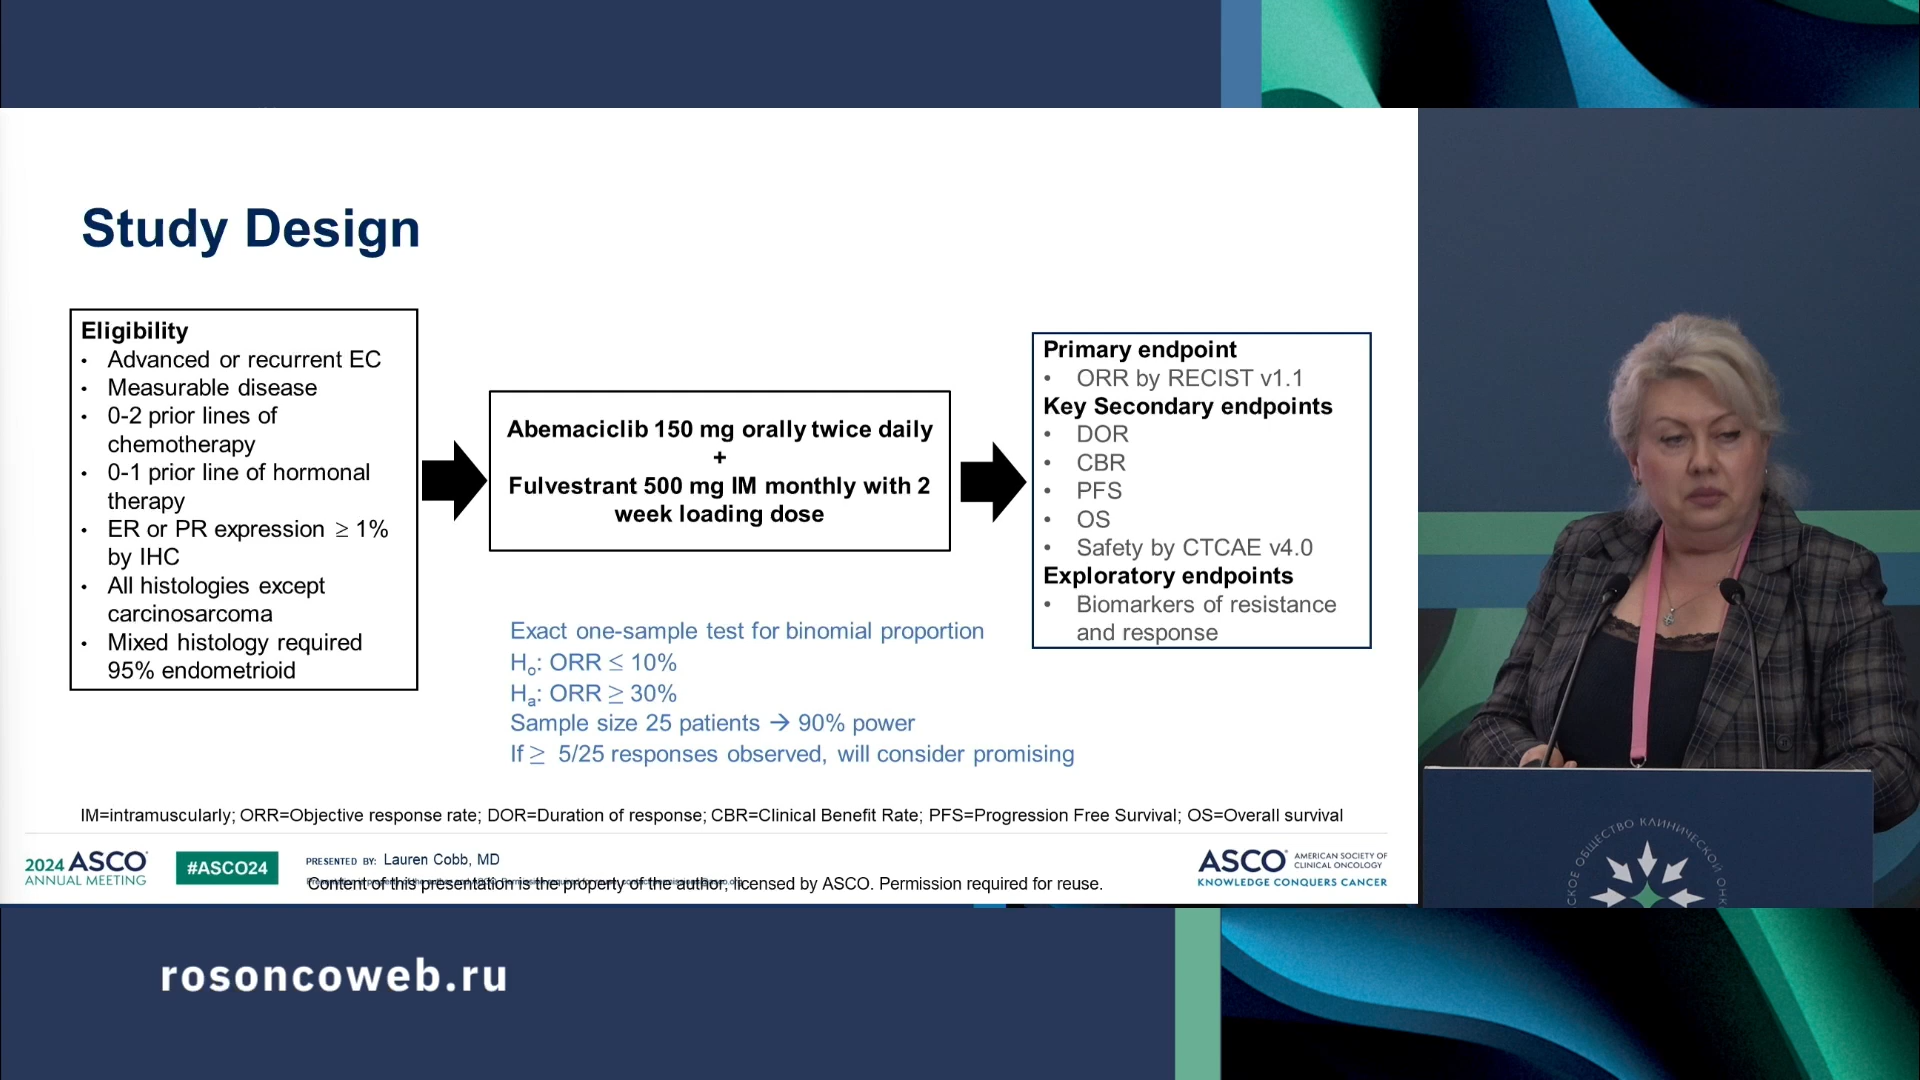 Study Design
Eligibility
• Advanced or recurrent EC
• Measurable disease
• 0-2 prior lines of
chemotherapy
• 0-1 prior line of hormonal
therapy
• ER or PR expression ≥ 1%
by IHC
• All histologies except
carcinosarcoma
• Mixed histology required
95% endometrioid
Abemaciclib 150 mg orally twice daily
+
Fulvestrant 500 mg IM monthly with 2
week loading dose
Primary endpoint
• ORR by RECIST v1.1
Key Secondary endpoints
• DOR
• CBR
• PFS
• OS
• Safety by CTCAE v4.0
Exploratory endpoints
• Biomarkers of resistance
and response
Exact one-sample test for binomial proportion
Ho: ORR ≤ 10%
Ha: ORR ≥ 30%
Sample size 25 patients → 90% power
If ≥ 5/25 responses observed, will consider promising
IM=intramuscularly; ORR=Objective response rate; DOR=Duration of response; CBR=Clinical Benefit Rate; PFS=Progression Free Survival; OS=Overall survival
2024 ASCO
ANNUAL MEETING
#ASCO24
PRESENTED BY: Lauren Cobb, MD
Content of this presentation is the property of the author, licensed by ASCO. Permission required for reuse.
ASCO AMERICAN SOCIETY OF
CLINICAL ONCOLOGY
KNOWLEDGE CONQUERS CANCER
ОБЩЕСТВО КЛИНИЧЕСКОЙ
rosoncoweb.ru